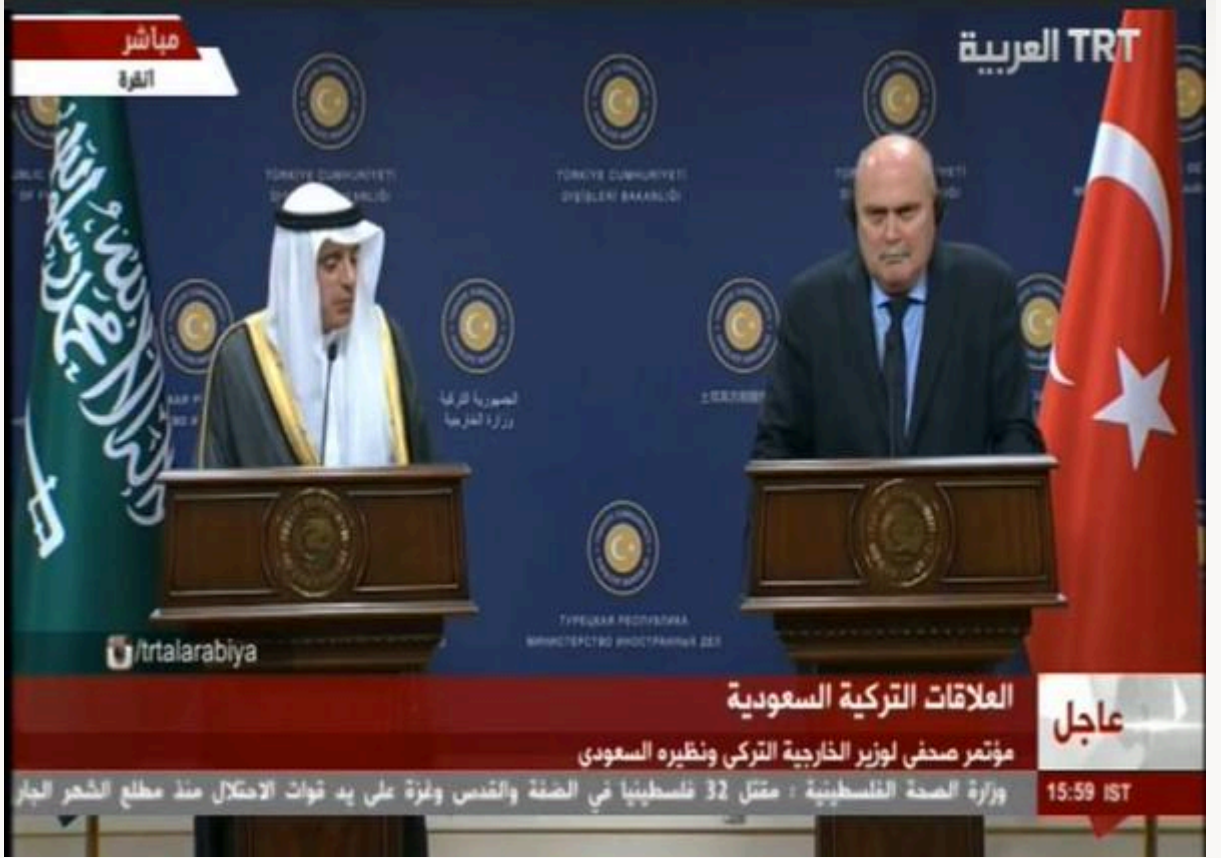 مباشر
انقرة
TRT العربية
TÜRKİYE CUMHURİYETİ
DIŞİŞLERİ BAKANLIĞI
الجمهورية التركية
وزارة الخارجية
ТУРЕЦКАЯ РЕСПУБЛИКА
МИНИСТЕРСТВО ИНОСТРАННЫХ ДЕЛ
/trtalarabiya
عاجل
العلاقات التركية السعودية
مؤتمر صحفي لوزير الخارجية التركي ونظيره السعودي
15:59 IST
وزارة الصحة الفلسطينية : مقتل 32 فلسطينيا في الضفة والقدس وغزة على يد قوات الاحتلال منذ مطلع الشهر الجار